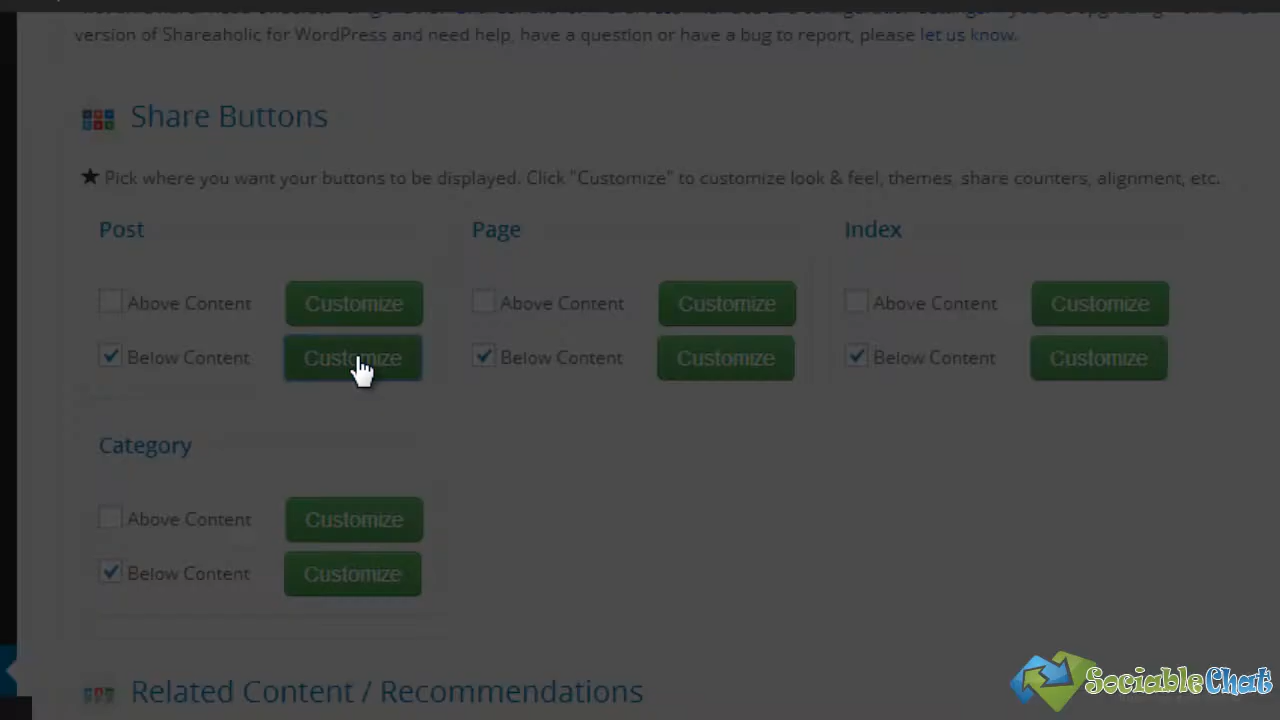 version of Shareaholic for WordPress and need help, have a question or have a bug to report, please let us know.
Share Buttons
★ Pick where you want your buttons to be displayed. Click "Customize" to customize look & feel, themes, share counters, alignment, etc.
Post
Page
Index
Above Content Customize
Above Content Customize
Above Content Customize
Below Content Customize
Below Content Customize
Below Content Customize
Category
Above Content Customize
Below Content Customize
Related Content / Recommendations
SociableChat